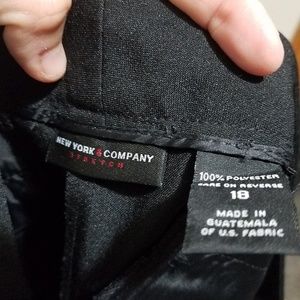 NEW YORK & COMPANY
STRETCH
100% POLYESTER
CARE ON REVERSE
18
MADE IN
GUATEMALA
OF U.S. FABRIC